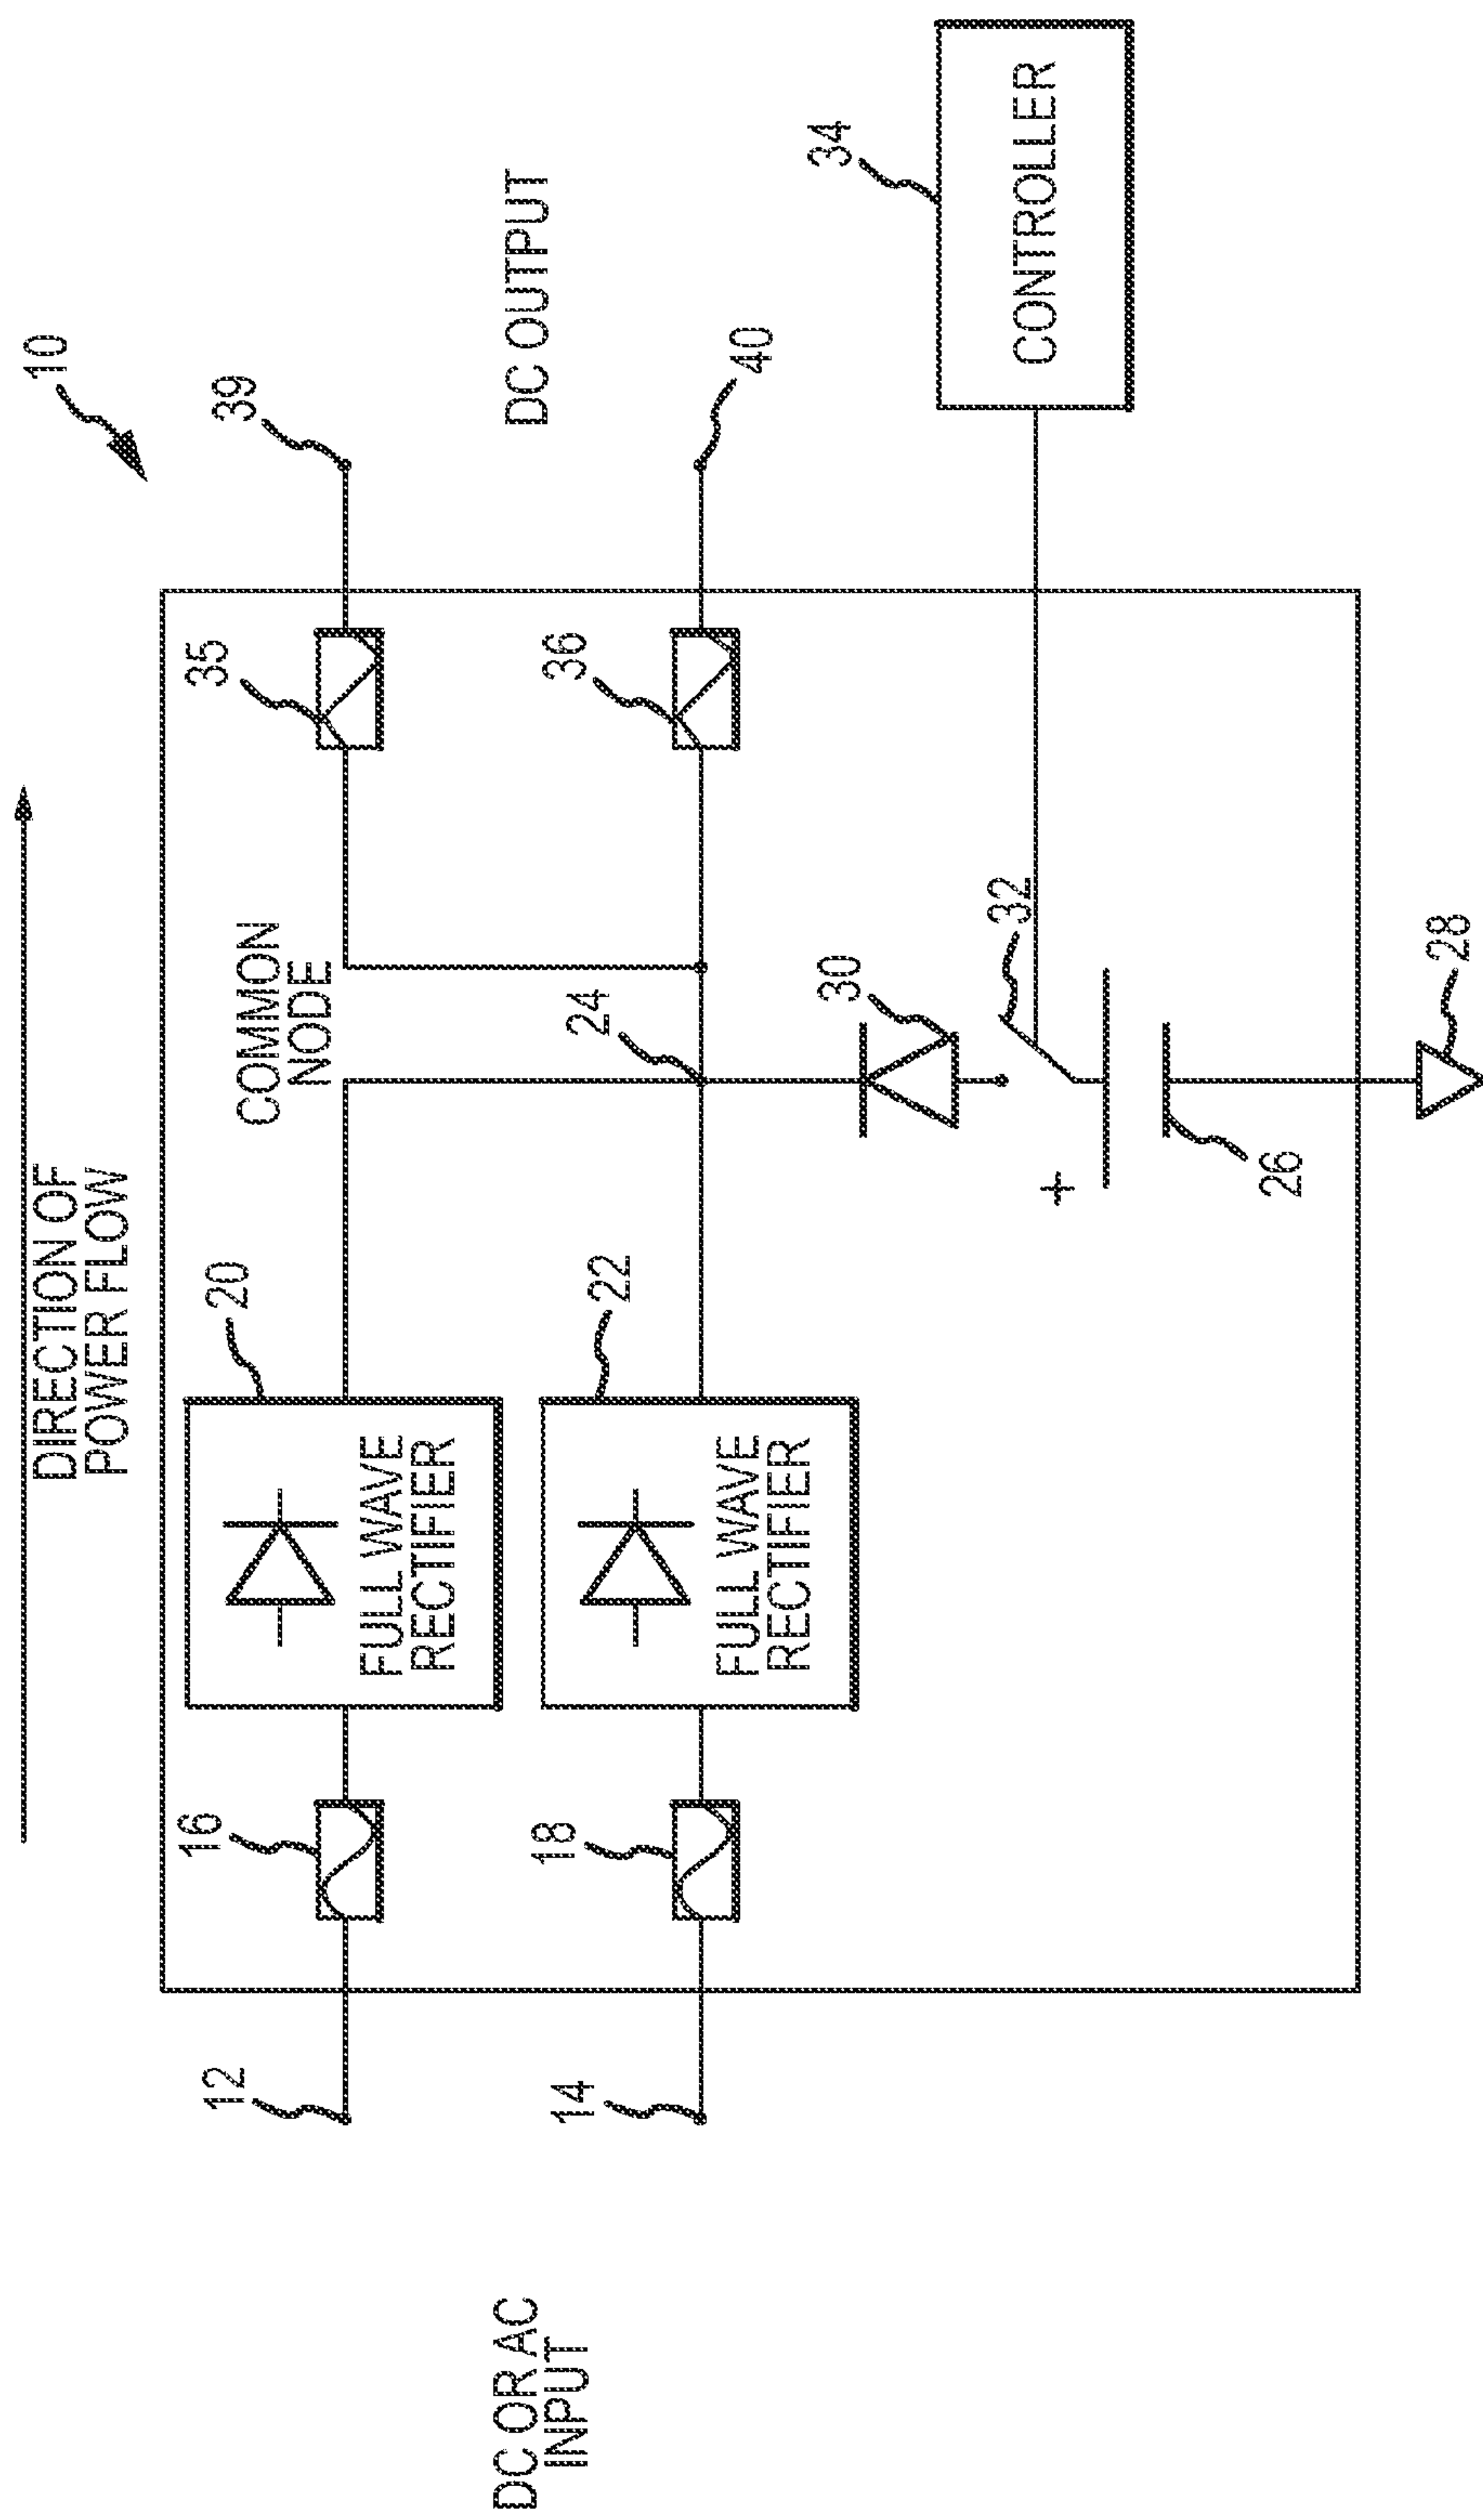 DIRECTION OF
POWER FLOW
10
COMMON
NODE
12
16
20
35
39
FULL WAVE
RECTIFIER
DC OR AC
INPUT
DC OUTPUT
14
18
22
24
36
40
FULL WAVE
RECTIFIER
30
34
CONTROLLER
32
+
26
28